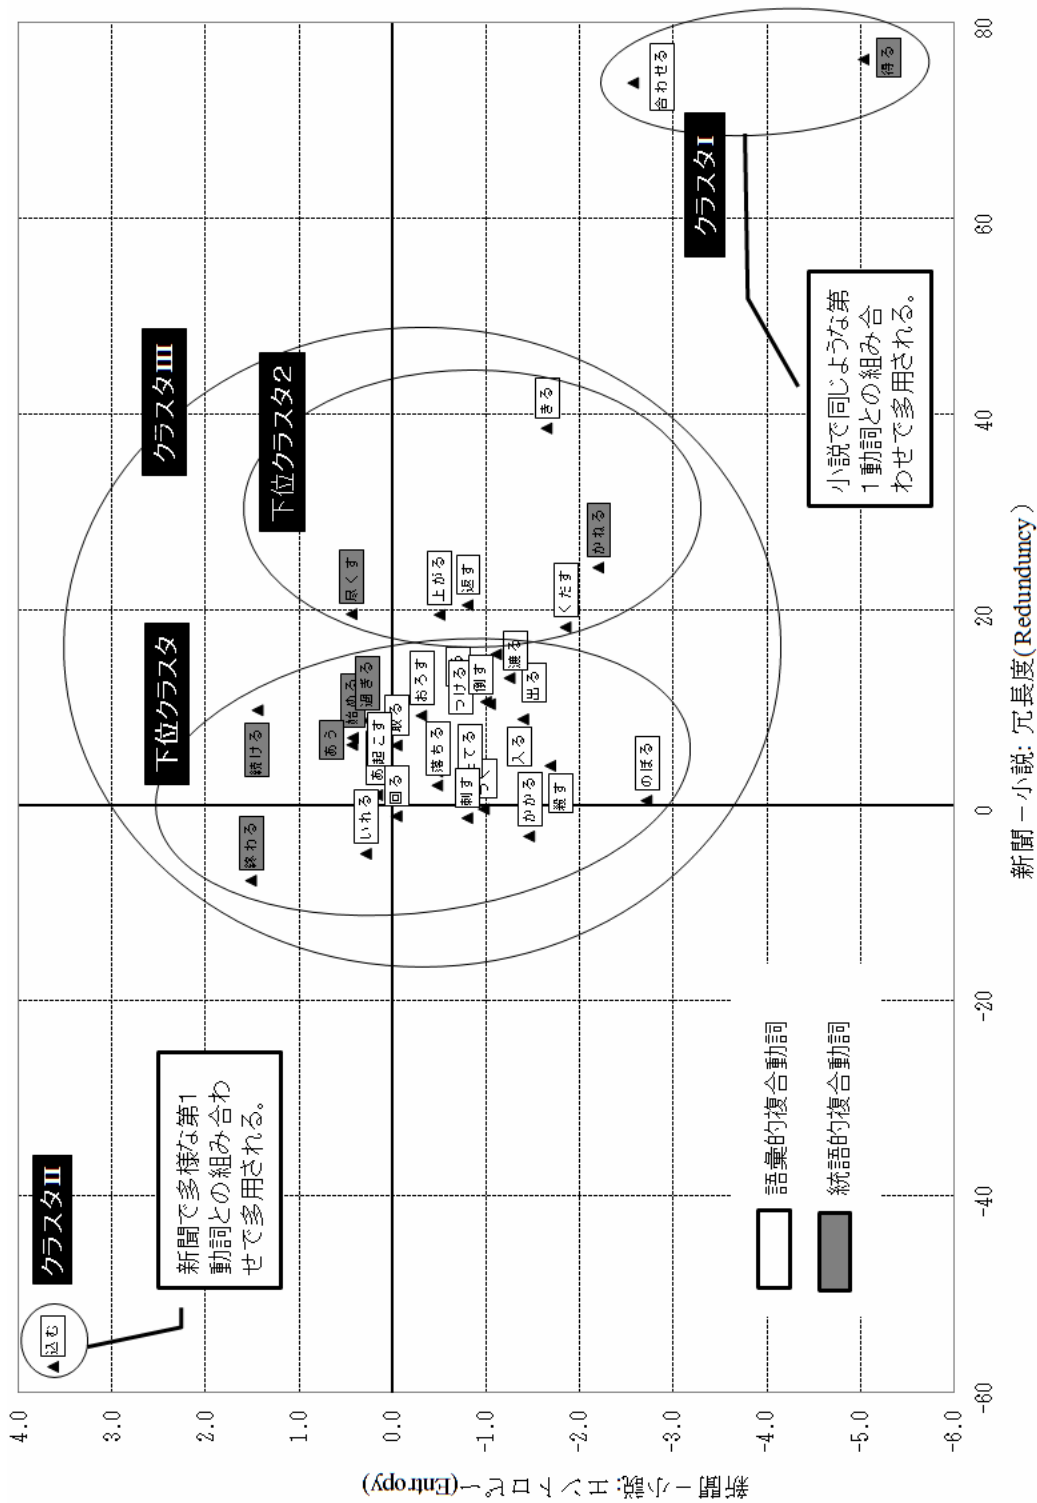 クラスタII
込む
新聞で多様な第1
動詞との組み合わ
せで多用される。
クラスタIII
下位クラスタ
下位クラスタ2
クラスタI
小説で同じような第
1動詞との組み合
わせで多用される。
終わる
続ける
あう
始める
過ぎる
尽くす
いれる
回る
起こす
取る
おろす
落ちる
上がる
返す
刺す
つける
倒す
入る
出る
漁る
かかる
殺す
くだす
きる
かねる
のぼる
合わせる
得る
語彙的複合動詞
統語的複合動詞
4.0
3.0
2.0
1.0
0.0
-1.0
-2.0
-3.0
-4.0
-5.0
-6.0
-60
-40
-20
0
20
40
60
80
新聞－小説:エントロピー(Entropy)
新聞－小説: 冗長度(Redunduncy)